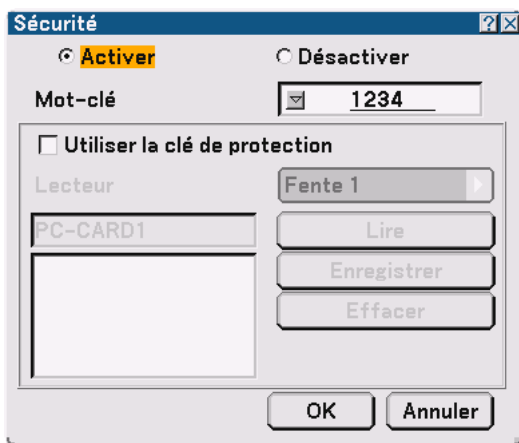 Sécurité
Activer Désactiver
Mot-clé 1234
Utiliser la clé de protection
Lecteur Fente 1
PC-CARD1 Lire
Enregistrer
Effacer
OK Annuler